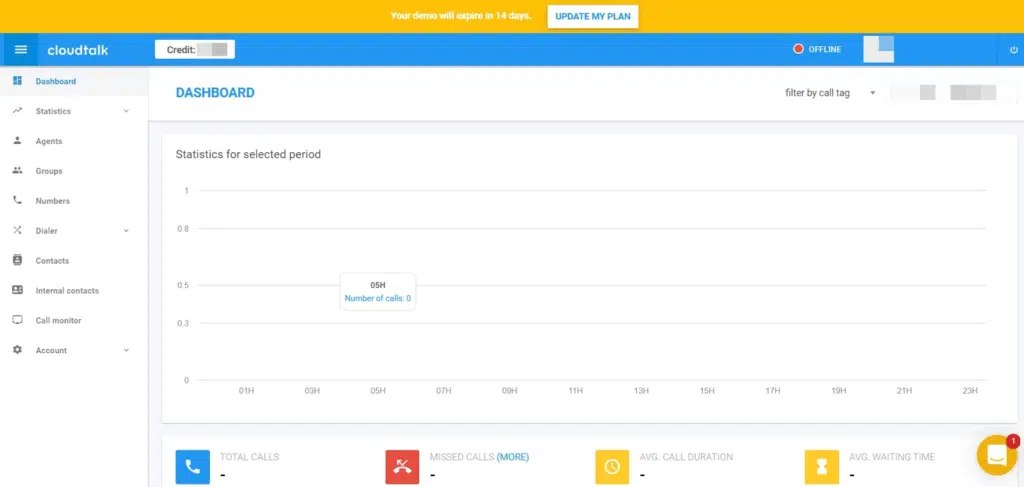 Your demo will expire in 14 days. UPDATE MY PLAN
cloudtalk
Credit:
OFFLINE
Dashboard
Statistics
Agents
Groups
Numbers
Dialer
Contacts
Internal contacts
Call monitor
Account
DASHBOARD
filter by call tag
Statistics for selected period
1
0.8
0.5
0.3
0
05H
Number of calls: 0
01H 03H 05H 07H 09H 11H 13H 15H 17H 19H 21H 23H
TOTAL CALLS
-
MISSED CALLS (MORE)
-
AVG. CALL DURATION
-
AVG. WAITING TIME
-
1